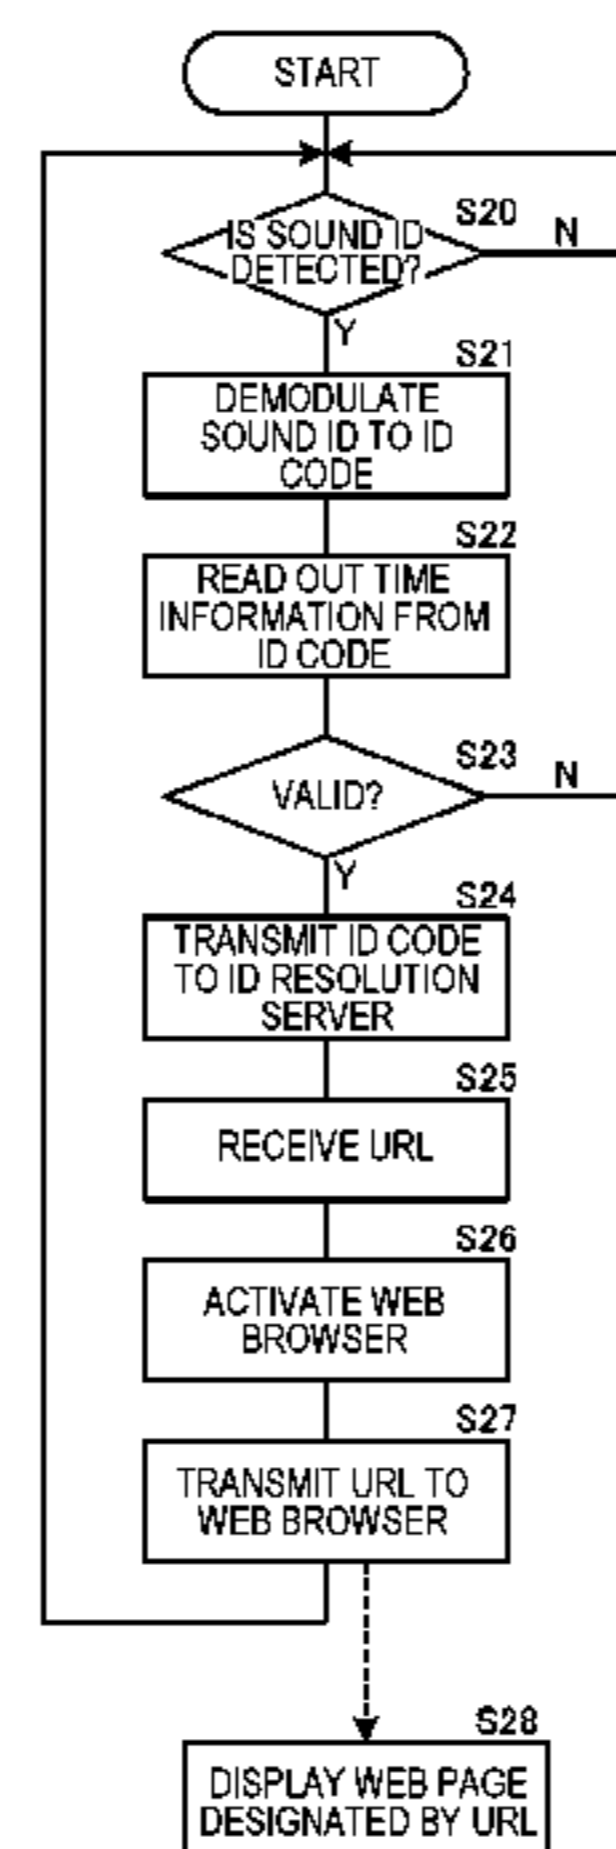 START
S20
IS SOUND ID
DETECTED?
N
Y
S21
DEMODULATE
SOUND ID TO ID
CODE
S22
READ OUT TIME
INFORMATION FROM
ID CODE
S23
VALID?
N
Y
S24
TRANSMIT ID CODE
TO ID RESOLUTION
SERVER
S25
RECEIVE URL
S26
ACTIVATE WEB
BROWSER
S27
TRANSMIT URL TO
WEB BROWSER
S28
DISPLAY WEB PAGE
DESIGNATED BY URL